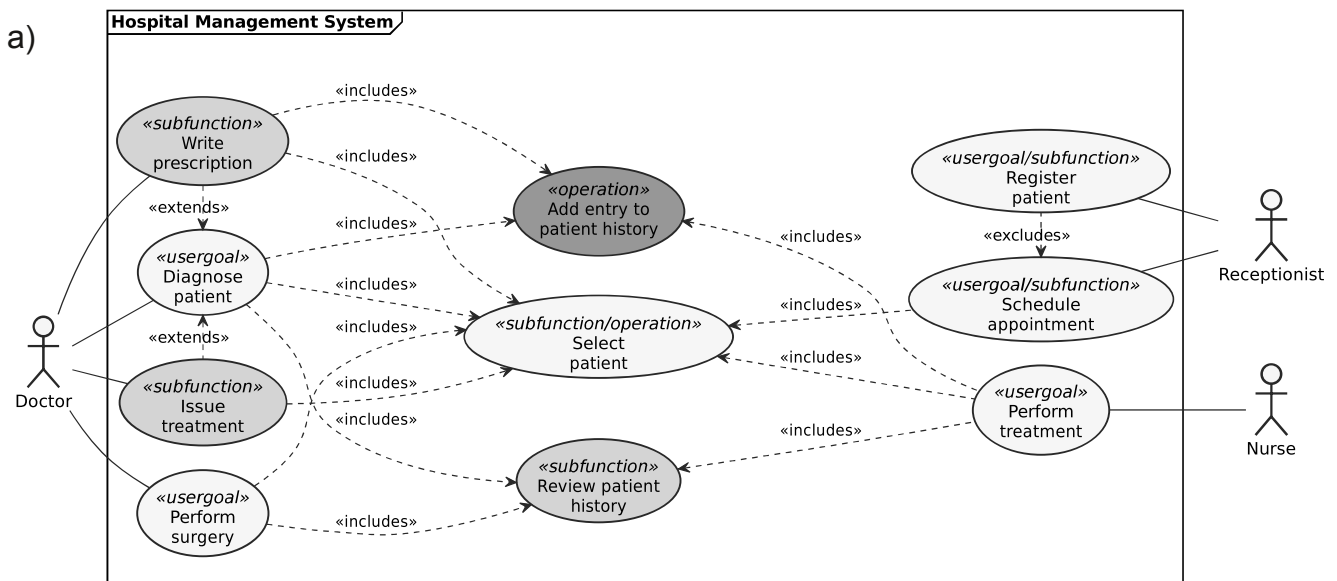 a)
Hospital Management System
«includes»
«subfunction»
Write
prescription
«includes»
«extends»
«operation»
Add entry to
patient history
«usergoal/subfunction»
Register
patient
«includes»
«includes»
«excludes»
«usergoal»
Diagnose
patient
«includes»
«usergoal/subfunction»
Schedule
appointment
Receptionist
«includes»
«extends»
«includes»
«subfunction/operation»
Select
patient
«includes»
Doctor
«subfunction»
Issue
treatment
«includes»
«includes»
«includes»
«usergoal»
Perform
treatment
Nurse
«subfunction»
Review patient
history
«usergoal»
Perform
surgery
«includes»